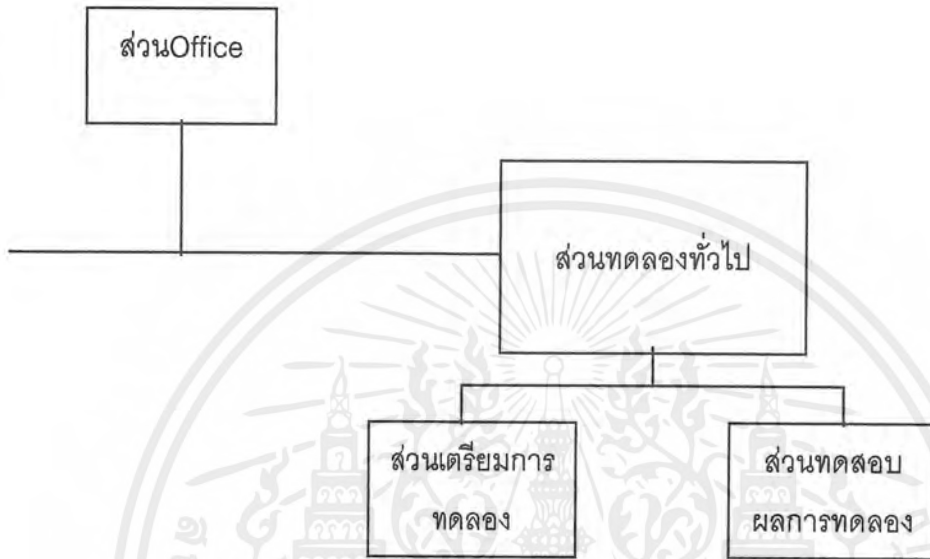 ส่วนOffice
ส่วนทดลองทั่วไป
ส่วนเตรียมการ
ทดลอง
ส่วนทดสอบ
ผลการทดลอง